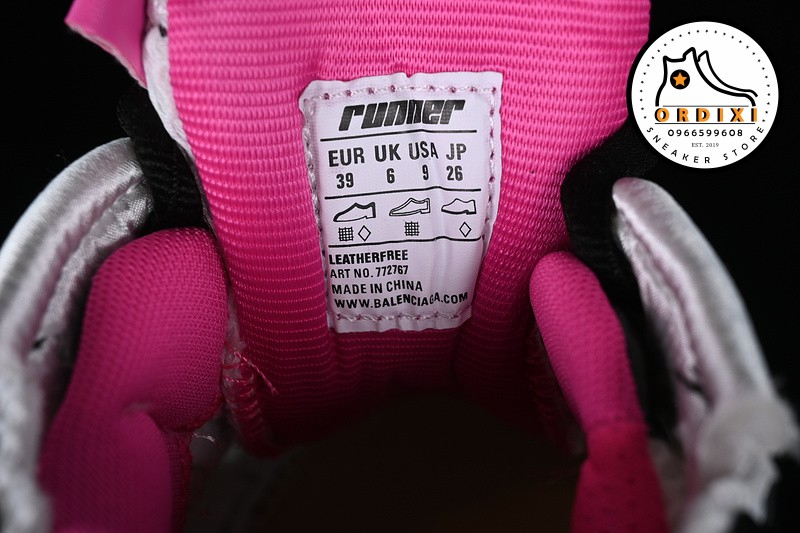 runner
EUR UK USA JP
39 6 9 26
LEATHERFREE
ART NO. 772767
MADE IN CHINA
WWW.BALENCIAGA.COM
ORDIXI
0966599608
EST. 2019
SNEAKER STORE